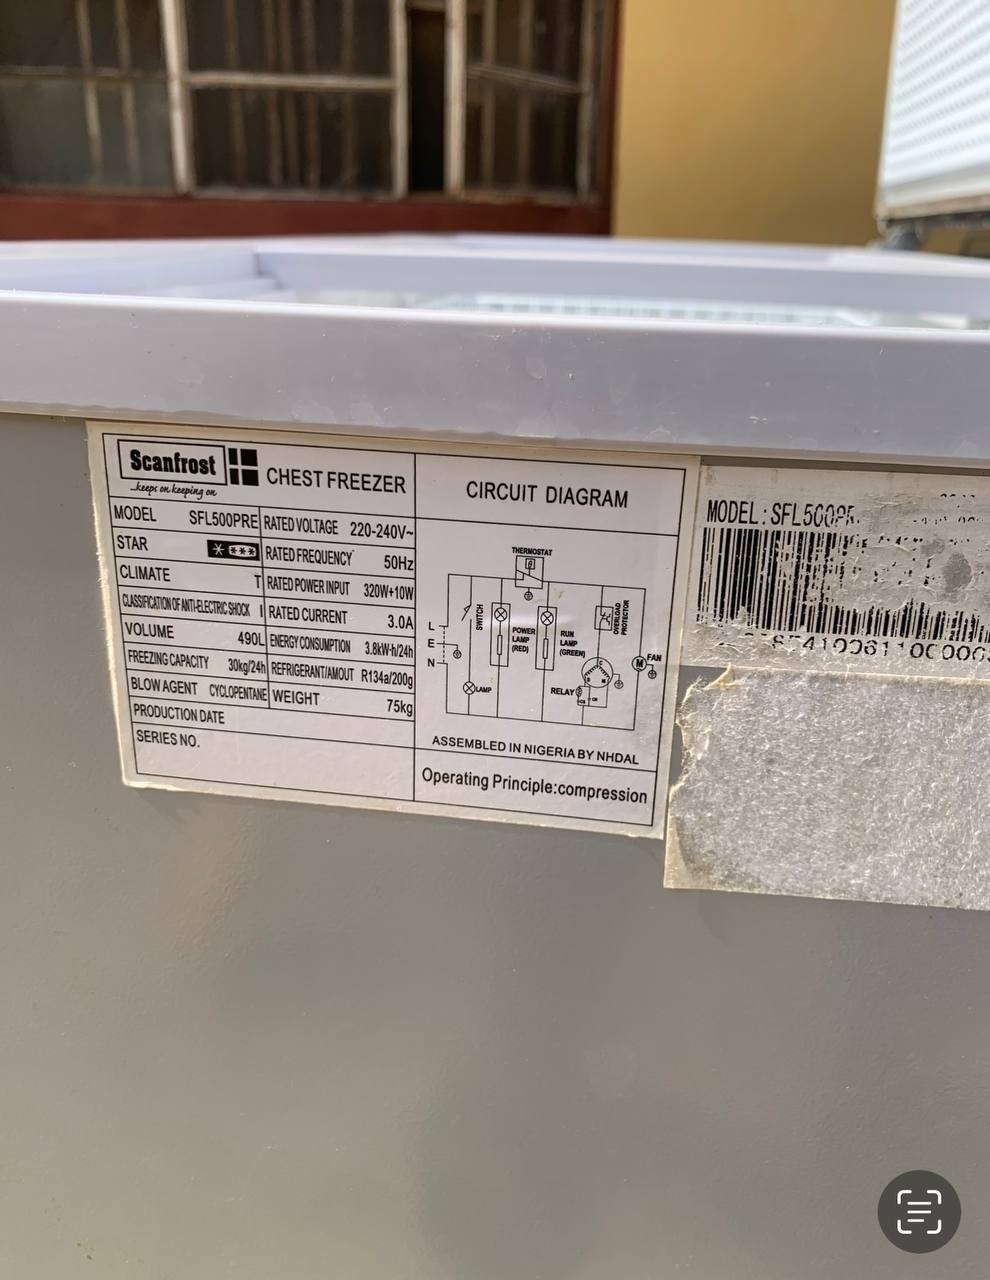 Scanfrost
...keeps on keeping on
CHEST FREEZER
MODEL SFL500PRE
STAR
CLIMATE T
CLASSIFICATION OF ANTI-ELECTRIC SHOCK I
VOLUME 490L
FREEZING CAPACITY 30kg/24h
BLOW AGENT CYCLOPENTANE
RATED VOLTAGE 220-240V~
RATED FREQUENCY 50Hz
RATED POWER INPUT 320W+10W
RATED CURRENT 3.0A
ENERGY CONSUMPTION 3.8kW·h/24h
REFRIGERANT/AMOUT R134a/200g
WEIGHT 75kg
PRODUCTION DATE
SERIES NO.
CIRCUIT DIAGRAM
THERMOSTAT
SWITCH
POWER
LAMP
(RED)
RUN
LAMP
(GREEN)
OVERLOAD
PROTECTOR
L
E
N
LAMP
RELAY
M
FAN
ASSEMBLED IN NIGERIA BY NHDAL
Operating Principle:compression
MODEL:SFL500PR